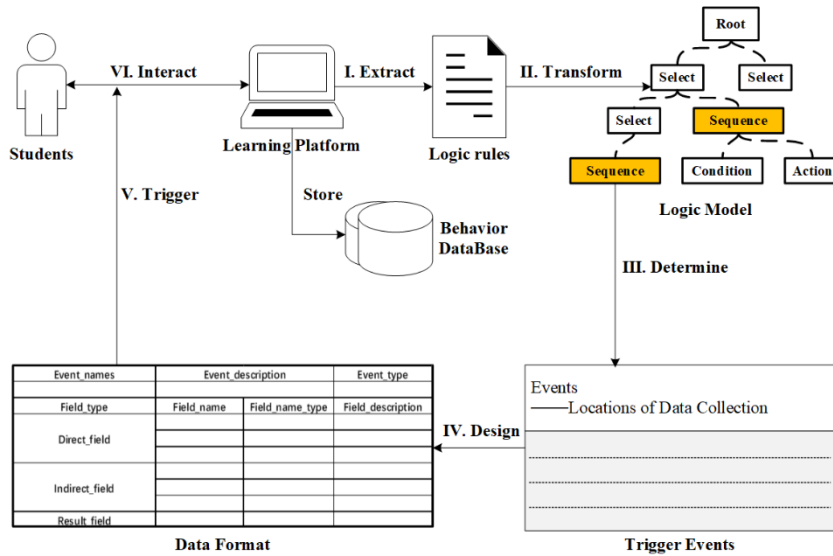 Root
VI. Interact
I. Extract
II. Transform
Select
Select
Select
Sequence
Students
Learning Platform
Logic rules
Sequence
Condition
Action
V. Trigger
Store
Logic Model
Behavior
DataBase
III. Determine
Event_names
Event_description
Event_type
Field_type
Field_name
Field_name_type
Field_description
Direct_field
Indirect_field
Result_field
Data Format
IV. Design
Events
Locations of Data Collection
Trigger Events